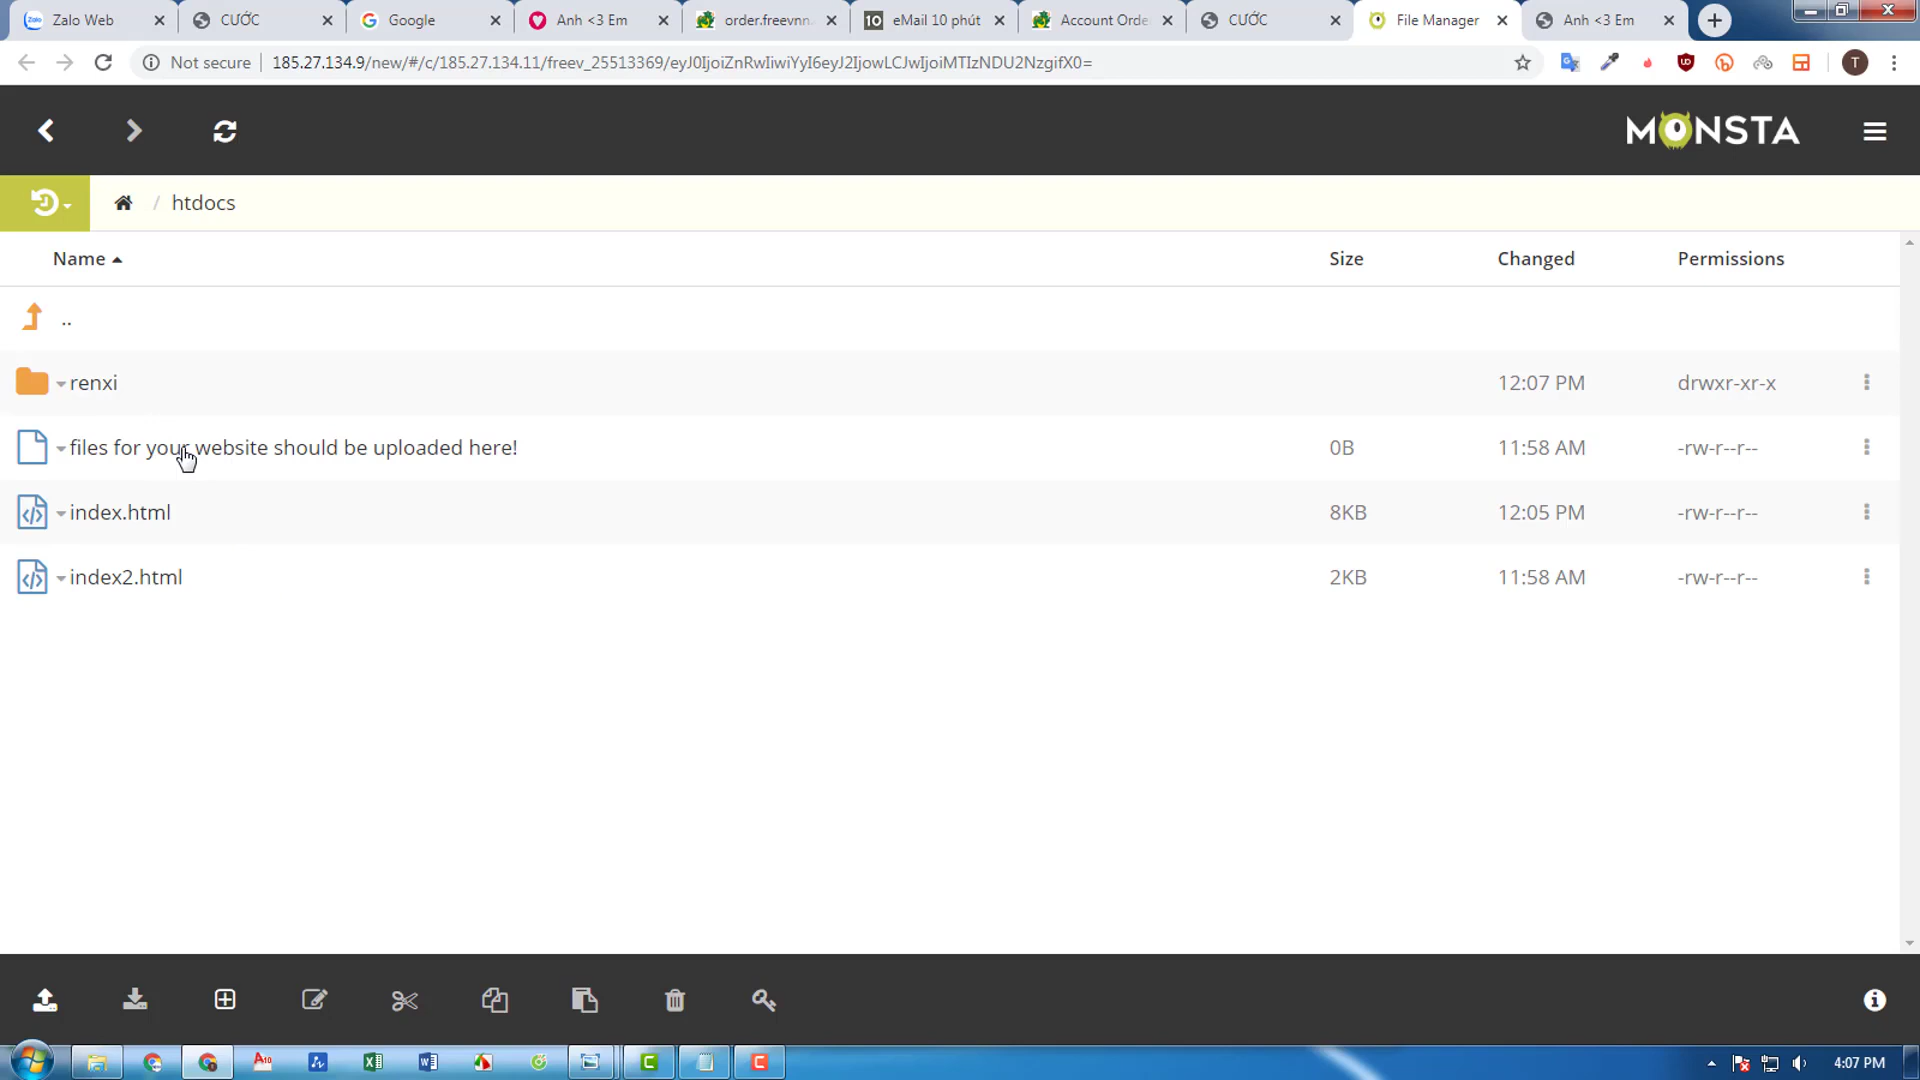 Zalo Web
CƯỚC
Google
Anh <3 Em
order.freevnn.
eMail 10 phút
Account Orde
CƯỚC
File Manager
Anh <3 Em
Not secure
185.27.134.9/new/#/c/185.27.134.11/freev_25513369/eyJ0IjoiZnRwIiwiYyI6eyJ2IjowLCJwIjoiMTIzNDU2NzgifX0=
T
MONSTA
/ htdocs
Name Size Changed Permissions
..
renxi 12:07 PM drwxr-xr-x
files for your website should be uploaded here! 0B 11:58 AM -rw-r--r--
index.html 8KB 12:05 PM -rw-r--r--
index2.html 2KB 11:58 AM -rw-r--r--
4:07 PM